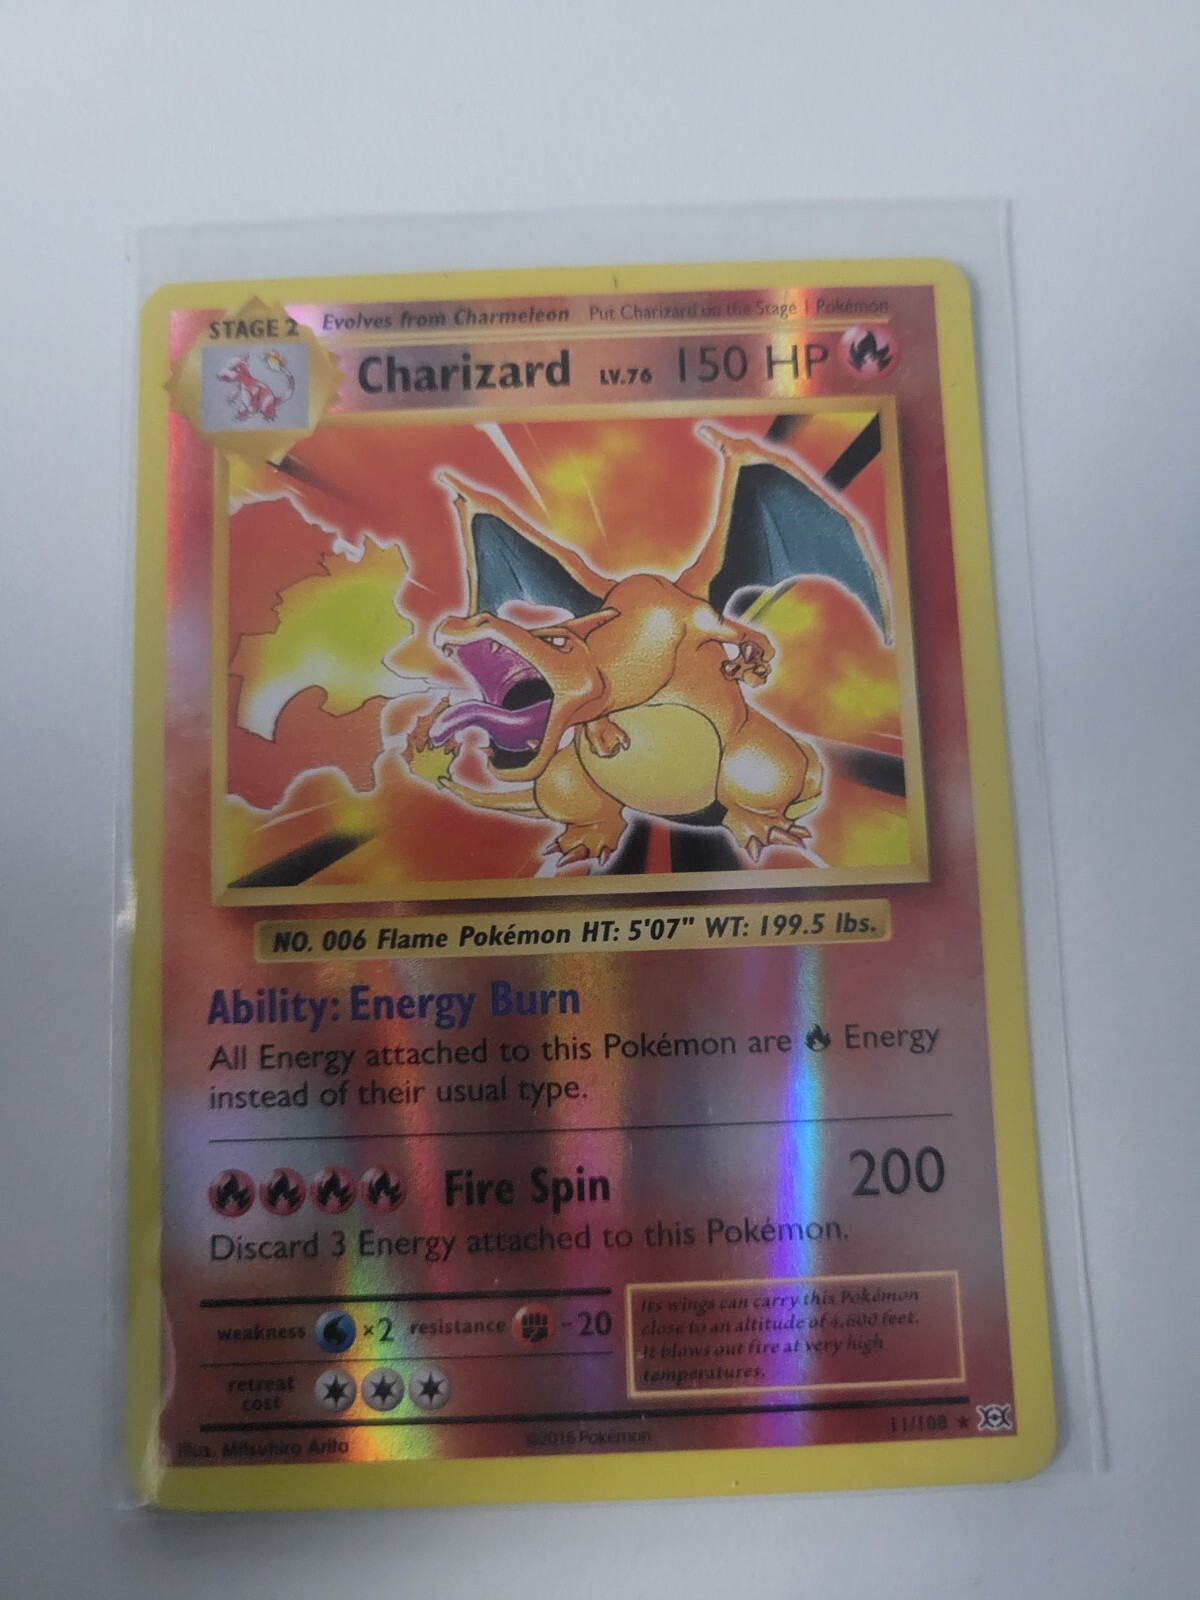 STAGE 2
Evolves from Charmeleon Put Charizard on the Stage 1 Pokémon
Charizard LV.76 150 HP
NO. 006 Flame Pokémon HT: 5'07" WT: 199.5 lbs.
Ability: Energy Burn
All Energy attached to this Pokémon are Energy
instead of their usual type.
Fire Spin 200
Discard 3 Energy attached to this Pokémon.
weakness ×2 resistance -20
retreat
cost
Its wings can carry this Pokémon
close to an altitude of 4,600 feet.
It blows out fire at very high
temperatures.
11/108 ★
Illus. Mitsuhiro Arita
©2016 Pokémon